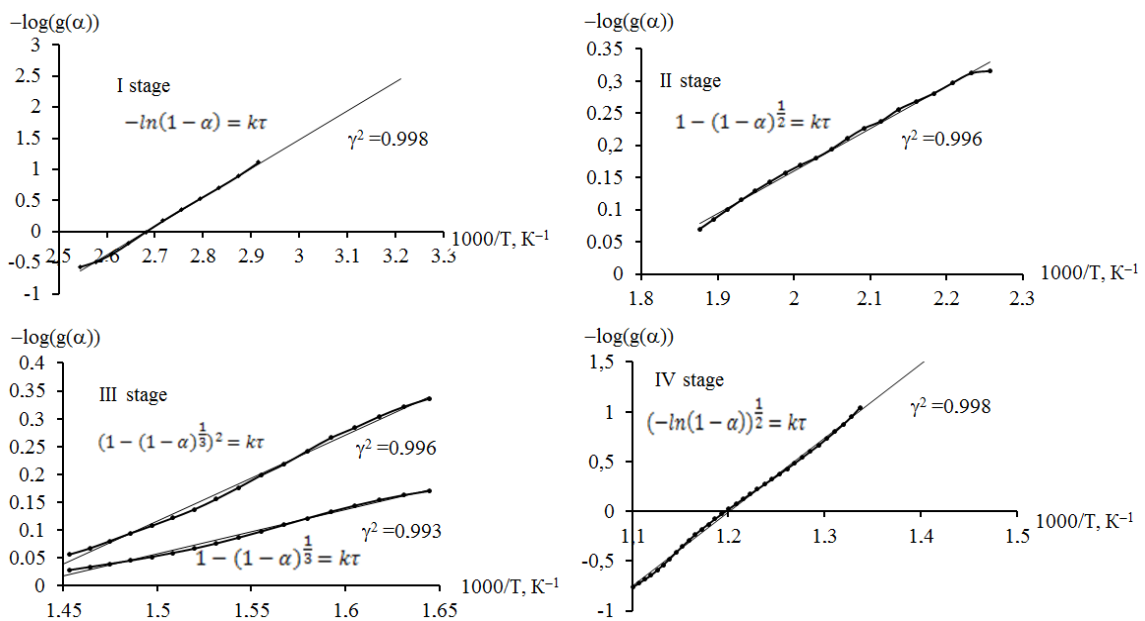 −log(g(α))
3
2.5
2
1.5
1
0.5
0
-0.5
-1
I stage
−ln(1 − α) = kτ
γ² =0.998
2.5 2.6 2.7 2.8 2.9 3 3.1 3.2 3.3
1000/T, K⁻¹
−log(g(α))
0.35
0,3
0.25
0,2
0.15
0.1
0.05
0
II stage
1 − (1 − α)^½ = kτ
γ² =0.996
1.8 1.9 2 2.1 2.2 2.3
1000/T, K⁻¹
−log(g(α))
0.4
0.35
0.3
0.25
0.2
0.15
0.1
0.05
0
III stage
(1 − (1 − α)^⅓)² = kτ
γ² =0.996
γ² =0.993
1 − (1 − α)^⅓ = kτ
1.45 1.5 1.55 1.6 1.65
1000/T, K⁻¹
−log(g(α))
1,5
1
0,5
0
-0,5
-1
IV stage
(−ln(1 − α))^½ = kτ
γ² =0.998
1.1 1.2 1.3 1.4 1.5
1000/T, K⁻¹